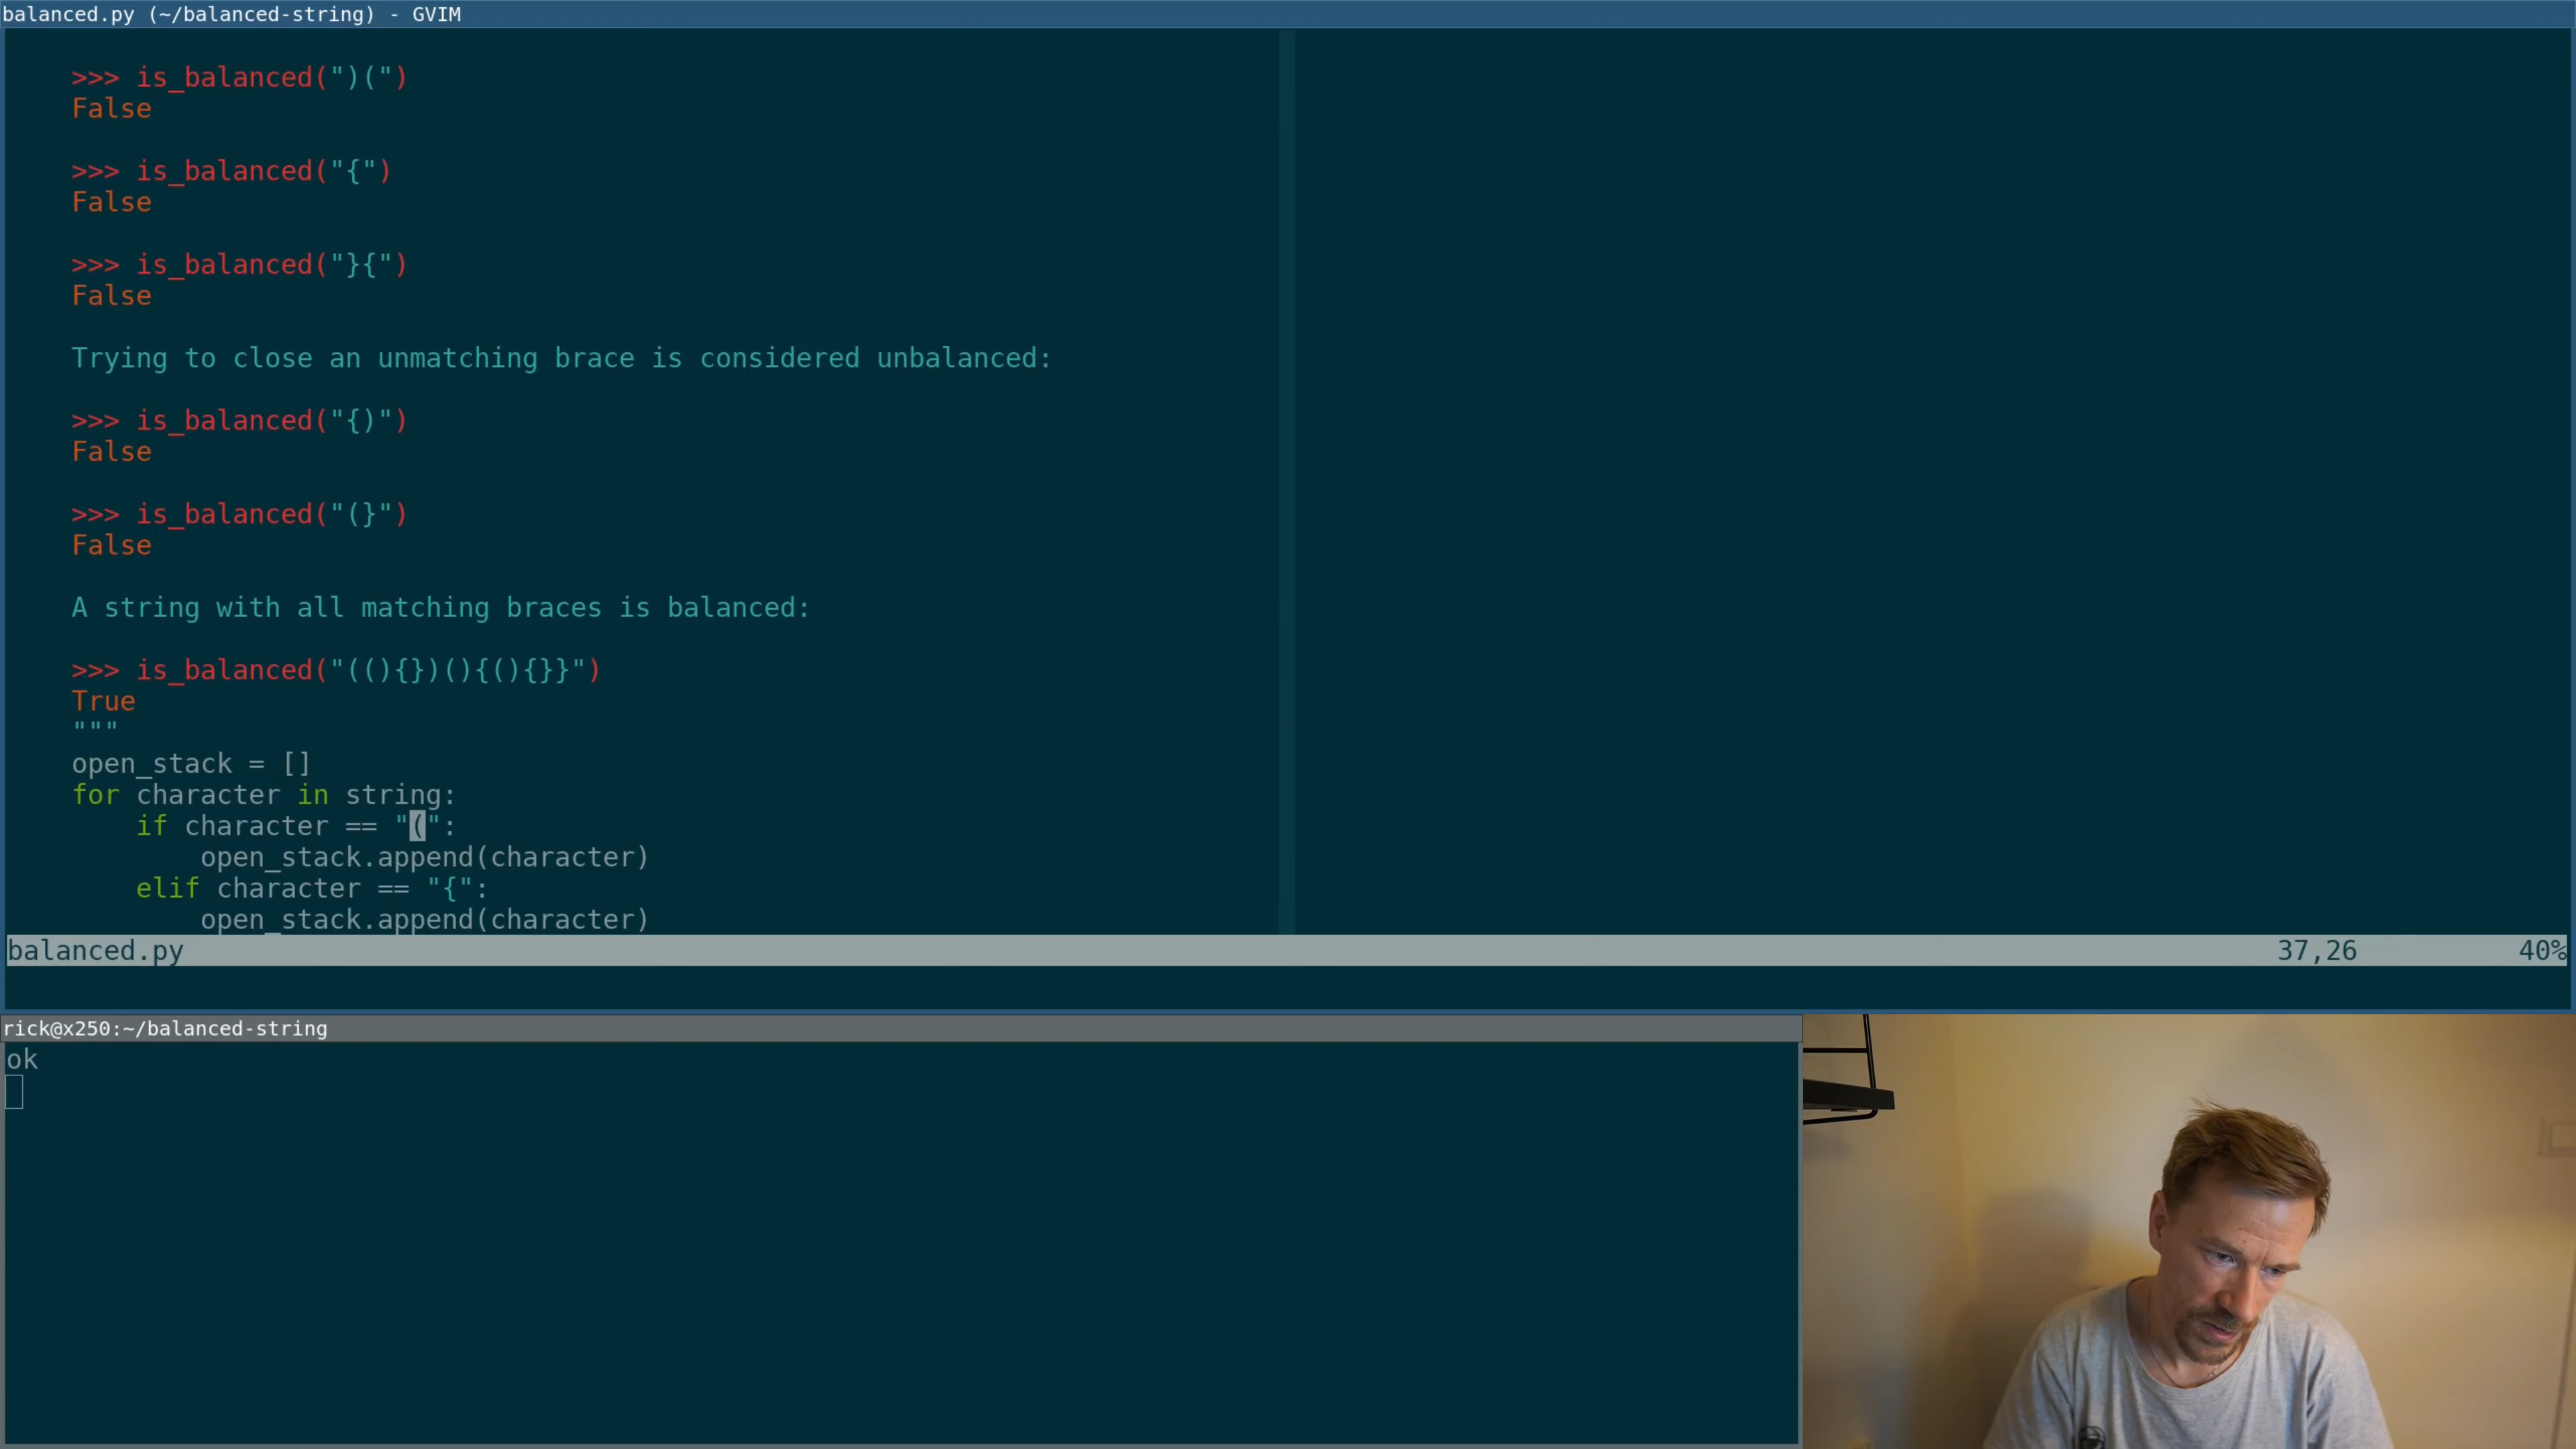 balanced.py (~/balanced-string) - GVIM
>>> is_balanced(")(")
False
>>> is_balanced("{")
False
>>> is_balanced("}{")
False
Trying to close an unmatching brace is considered unbalanced:
>>> is_balanced("{)")
False
>>> is_balanced("(}")
False
A string with all matching braces is balanced:
>>> is_balanced("((){})(){(){}}")
True
"""
open_stack = []
for character in string:
if character == "(":
open_stack.append(character)
elif character == "{":
open_stack.append(character)
balanced.py 37,26 40%
rick@x250:~/balanced-string
ok